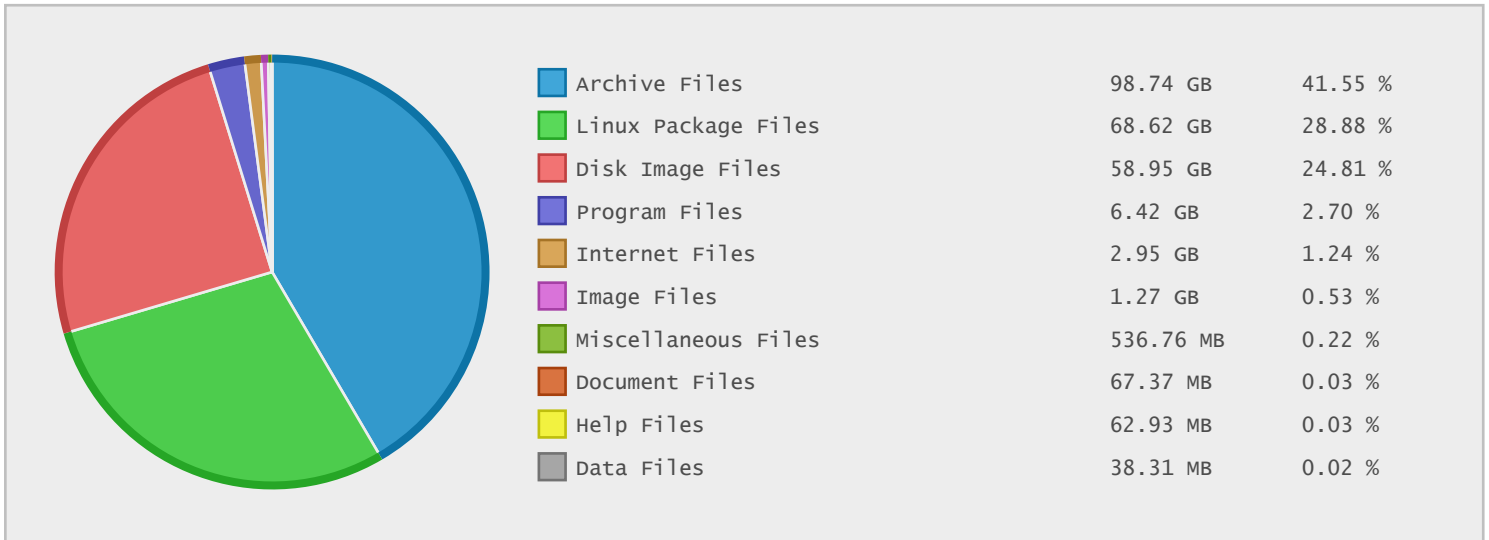 Archive Files 98.74 GB 41.55 %
Linux Package Files 68.62 GB 28.88 %
Disk Image Files 58.95 GB 24.81 %
Program Files 6.42 GB 2.70 %
Internet Files 2.95 GB 1.24 %
Image Files 1.27 GB 0.53 %
Miscellaneous Files 536.76 MB 0.22 %
Document Files 67.37 MB 0.03 %
Help Files 62.93 MB 0.03 %
Data Files 38.31 MB 0.02 %